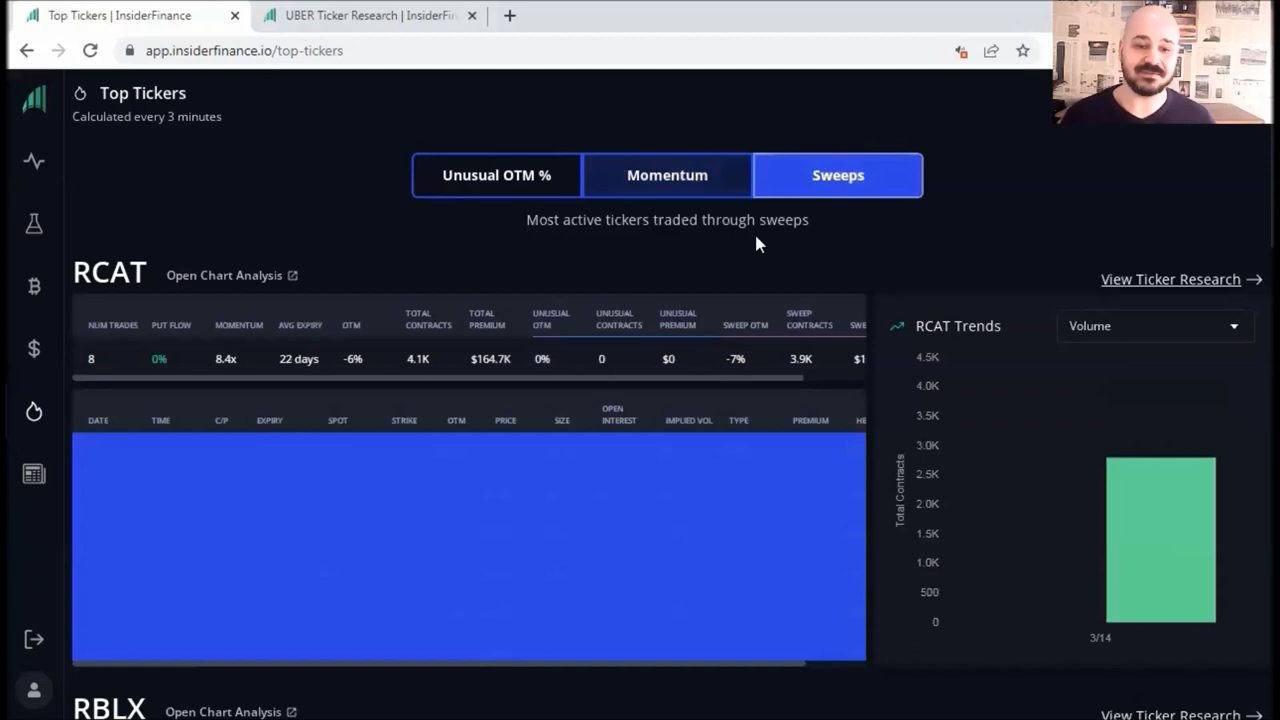 Top Tickers | InsiderFinance
UBER Ticker Research | InsiderFin
app.insiderfinance.io/top-tickers
Top Tickers
Calculated every 3 minutes
Unusual OTM %
Momentum
Sweeps
Most active tickers traded through sweeps
RCAT
Open Chart Analysis
View Ticker Research
NUM TRADES PUT FLOW MOMENTUM AVG EXPIRY OTM TOTAL CONTRACTS TOTAL PREMIUM UNUSUAL OTM UNUSUAL CONTRACTS UNUSUAL PREMIUM SWEEP OTM SWEEP CONTRACTS SWE
8 0% 8.4x 22 days -6% 4.1K $164.7K 0% 0 $0 -7% 3.9K $1
DATE TIME C/P EXPIRY SPOT STRIKE OTM PRICE SIZE OPEN INTEREST IMPLIED VOL TYPE PREMIUM HE
RCAT Trends
Volume
4.5K
4.0K
3.5K
3.0K
2.5K
2.0K
1.5K
1.0K
500
0
Total Contracts
3/14
RBLX
Open Chart Analysis
View Ticker Research